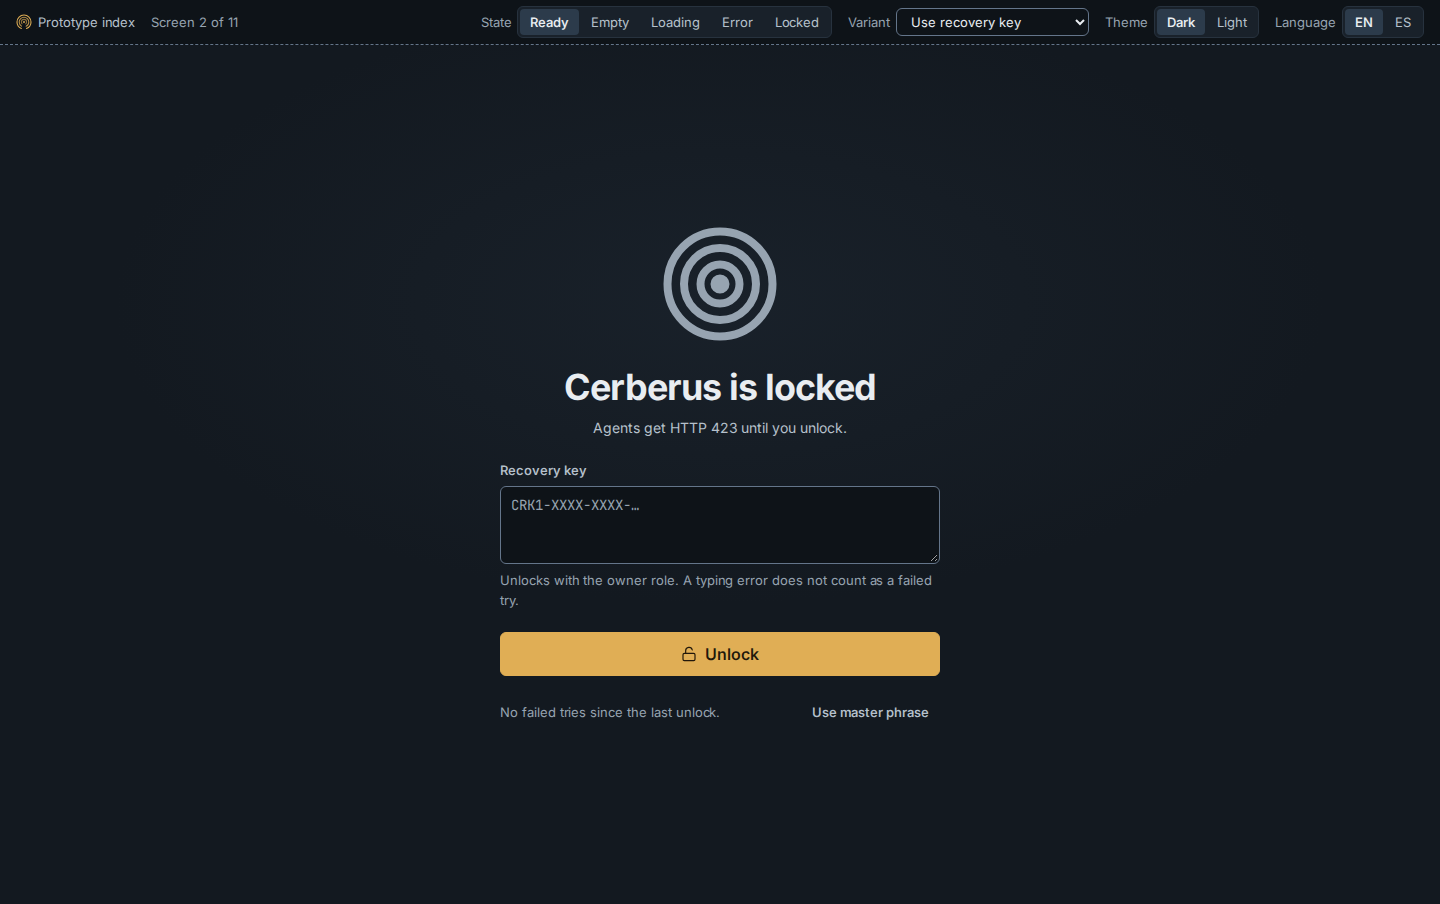 Prototype index Screen 2 of 11 State Ready Empty Loading Error Locked Variant Use recovery key Theme Dark Light Language EN ES
Cerberus is locked
Agents get HTTP 423 until you unlock.
Recovery key
CRK1-XXXX-XXXX-…
Unlocks with the owner role. A typing error does not count as a failed
try.
Unlock
No failed tries since the last unlock. Use master phrase